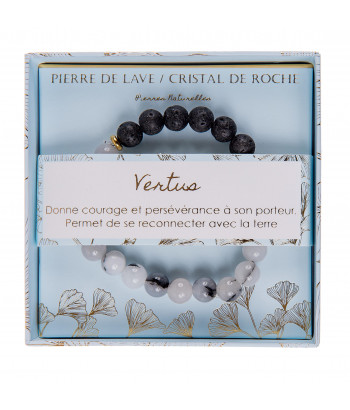 PIERRE DE LAVE / CRISTAL DE ROCHE
Pierres Naturelles
Vertus
Donne courage et persévérance à son porteur.
Permet de se reconnecter avec la terre